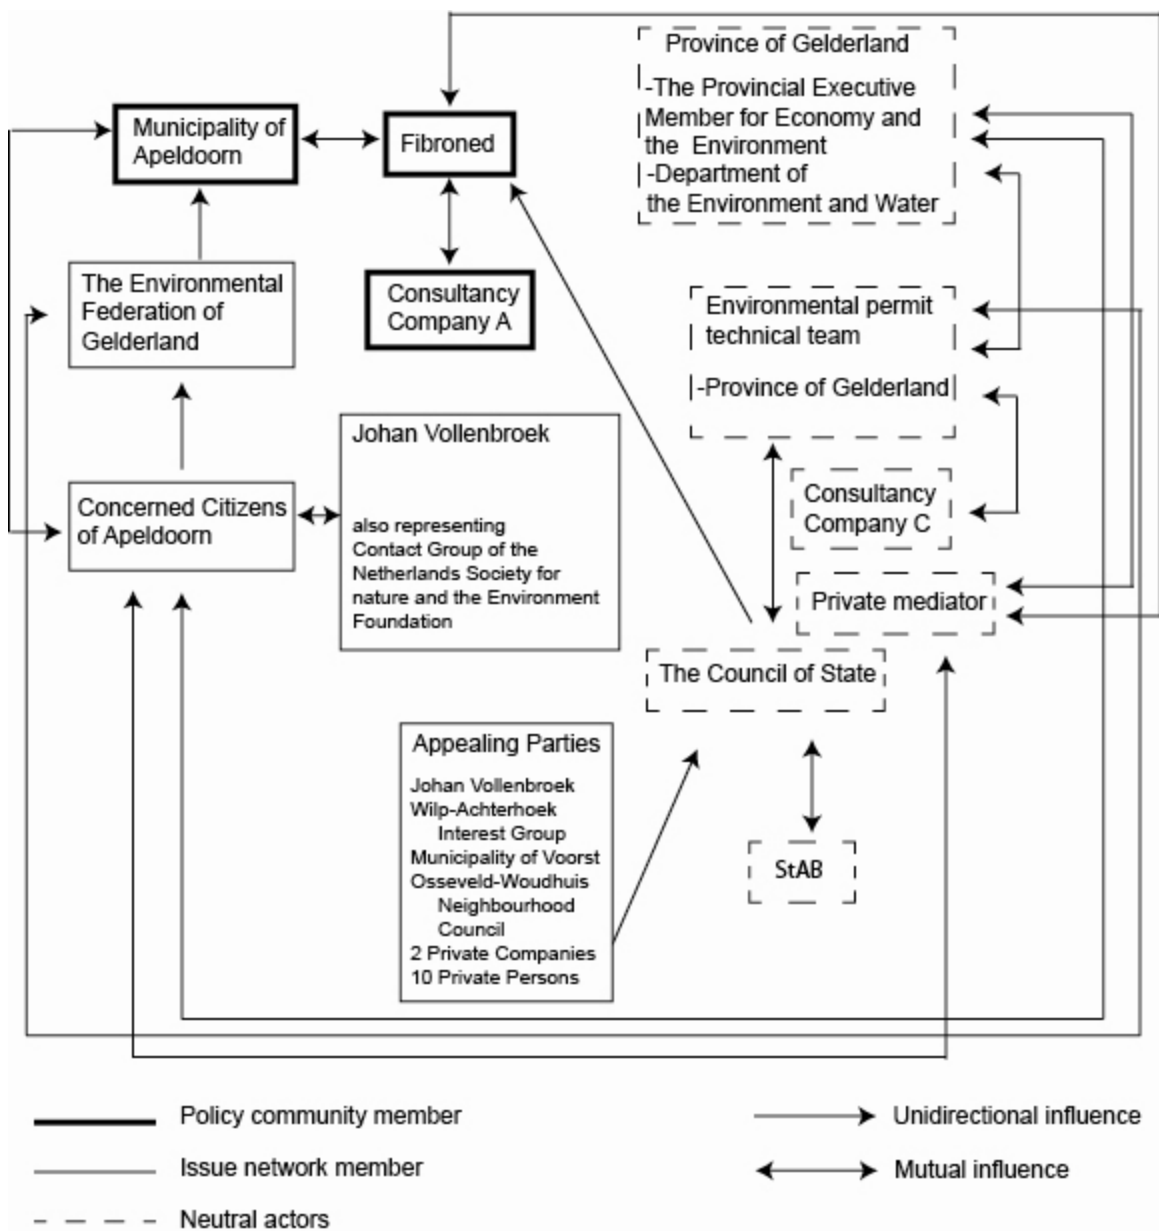 Province of Gelderland
-The Provincial Executive
Member for Economy and
the Environment
-Department of
the Environment and Water
Municipality of
Apeldoorn
Fibroned
The Environmental
Federation of
Gelderland
Consultancy
Company A
Environmental permit
technical team
-Province of Gelderland
Johan Vollenbroek
also representing
Contact Group of the
Netherlands Society for
nature and the Environment
Foundation
Concerned Citizens
of Apeldoorn
Consultancy
Company C
Private mediator
The Council of State
Appealing Parties
Johan Vollenbroek
Wilp-Achterhoek
Interest Group
Municipality of Voorst
Osseveld-Woudhuis
Neighbourhood
Council
2 Private Companies
10 Private Persons
StAB
Policy community member
Issue network member
Neutral actors
Unidirectional influence
Mutual influence